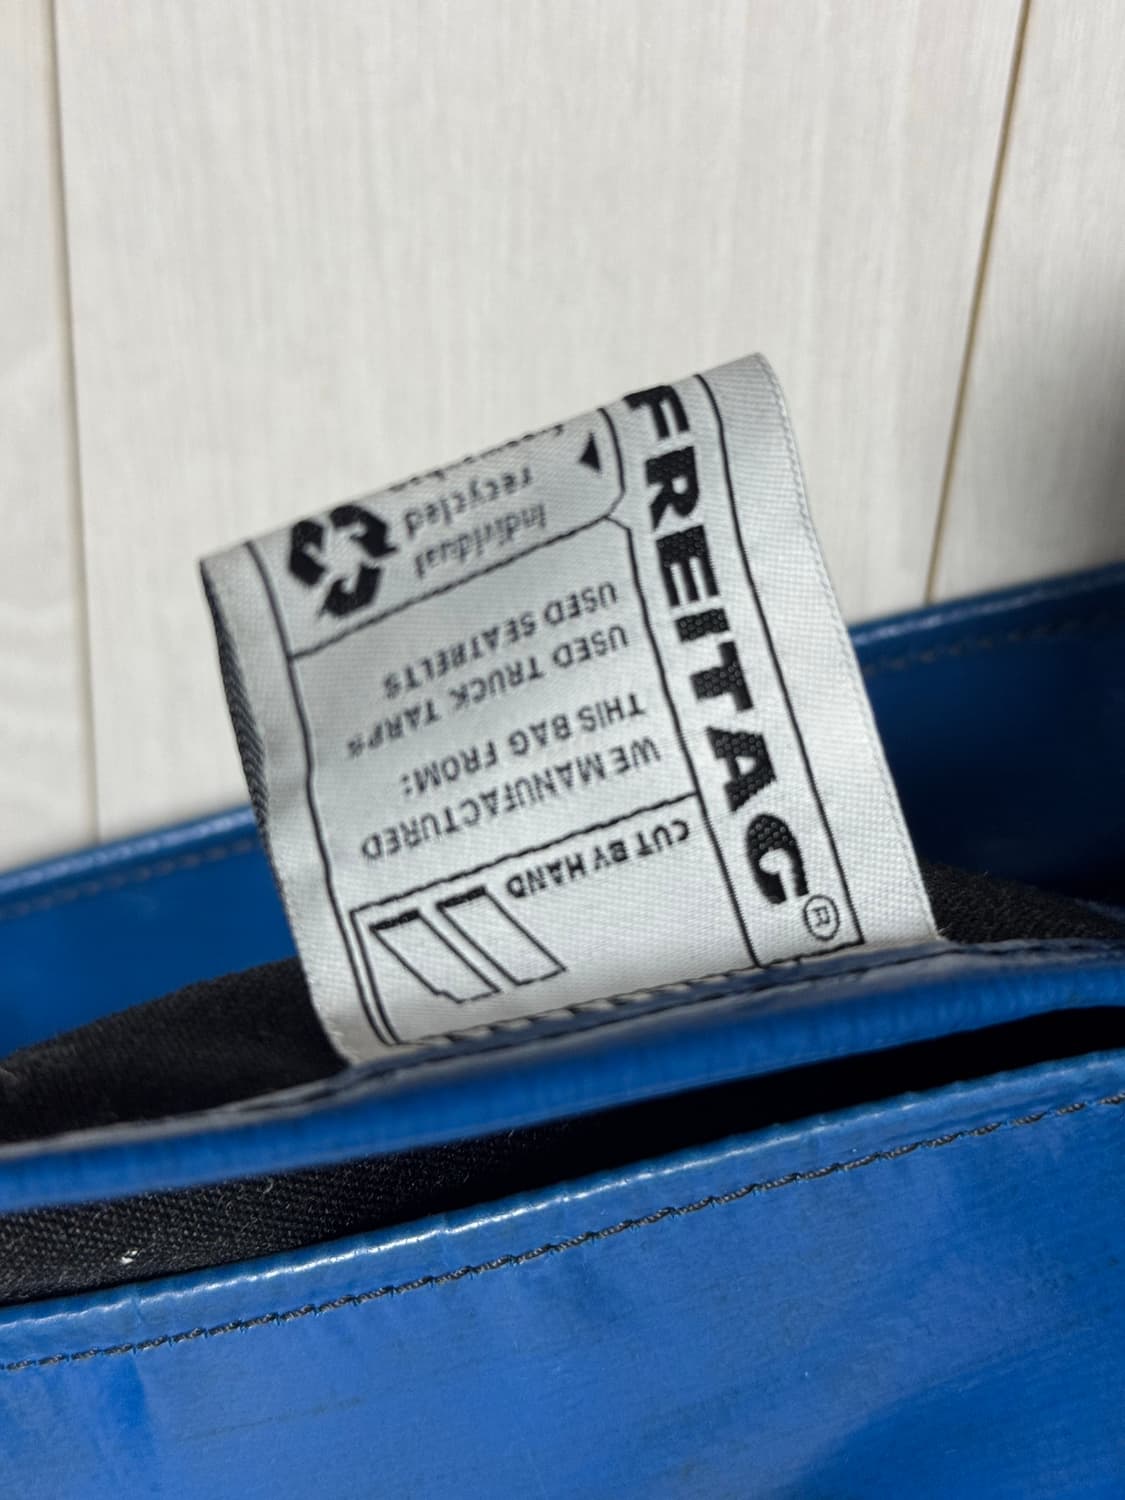 FREITAG®
CUT BY HAND
WE MANUFACTURED
THIS BAG FROM:
USED TRUCK TARPS
USED SEATBELTS
Individual
recycled